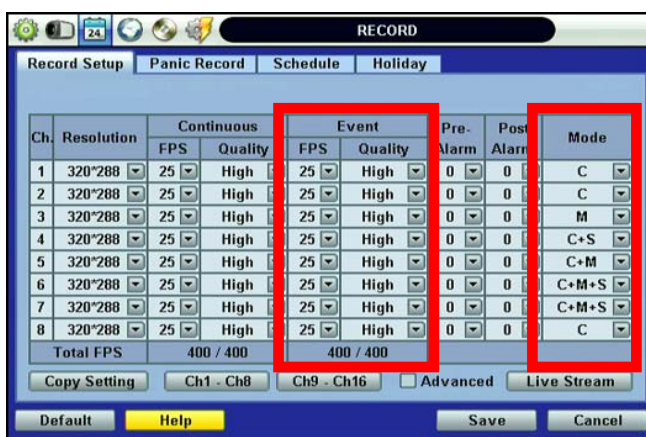 24
RECORD
Record Setup Panic Record Schedule Holiday
Ch. Resolution Continuous Event Pre- Post Mode
FPS Quality FPS Quality Alarm Alarm
1 320*288 25 High 25 High 0 0 C
2 320*288 25 High 25 High 0 0 C
3 320*288 25 High 25 High 0 0 M
4 320*288 25 High 25 High 0 0 C+S
5 320*288 25 High 25 High 0 0 C+M
6 320*288 25 High 25 High 0 0 C+M+S
7 320*288 25 High 25 High 0 0 C+M+S
8 320*288 25 High 25 High 0 0 C
Total FPS 400 / 400 400 / 400
Copy Setting Ch1 - Ch8 Ch9 - Ch16 Advanced Live Stream
Default Help Save Cancel